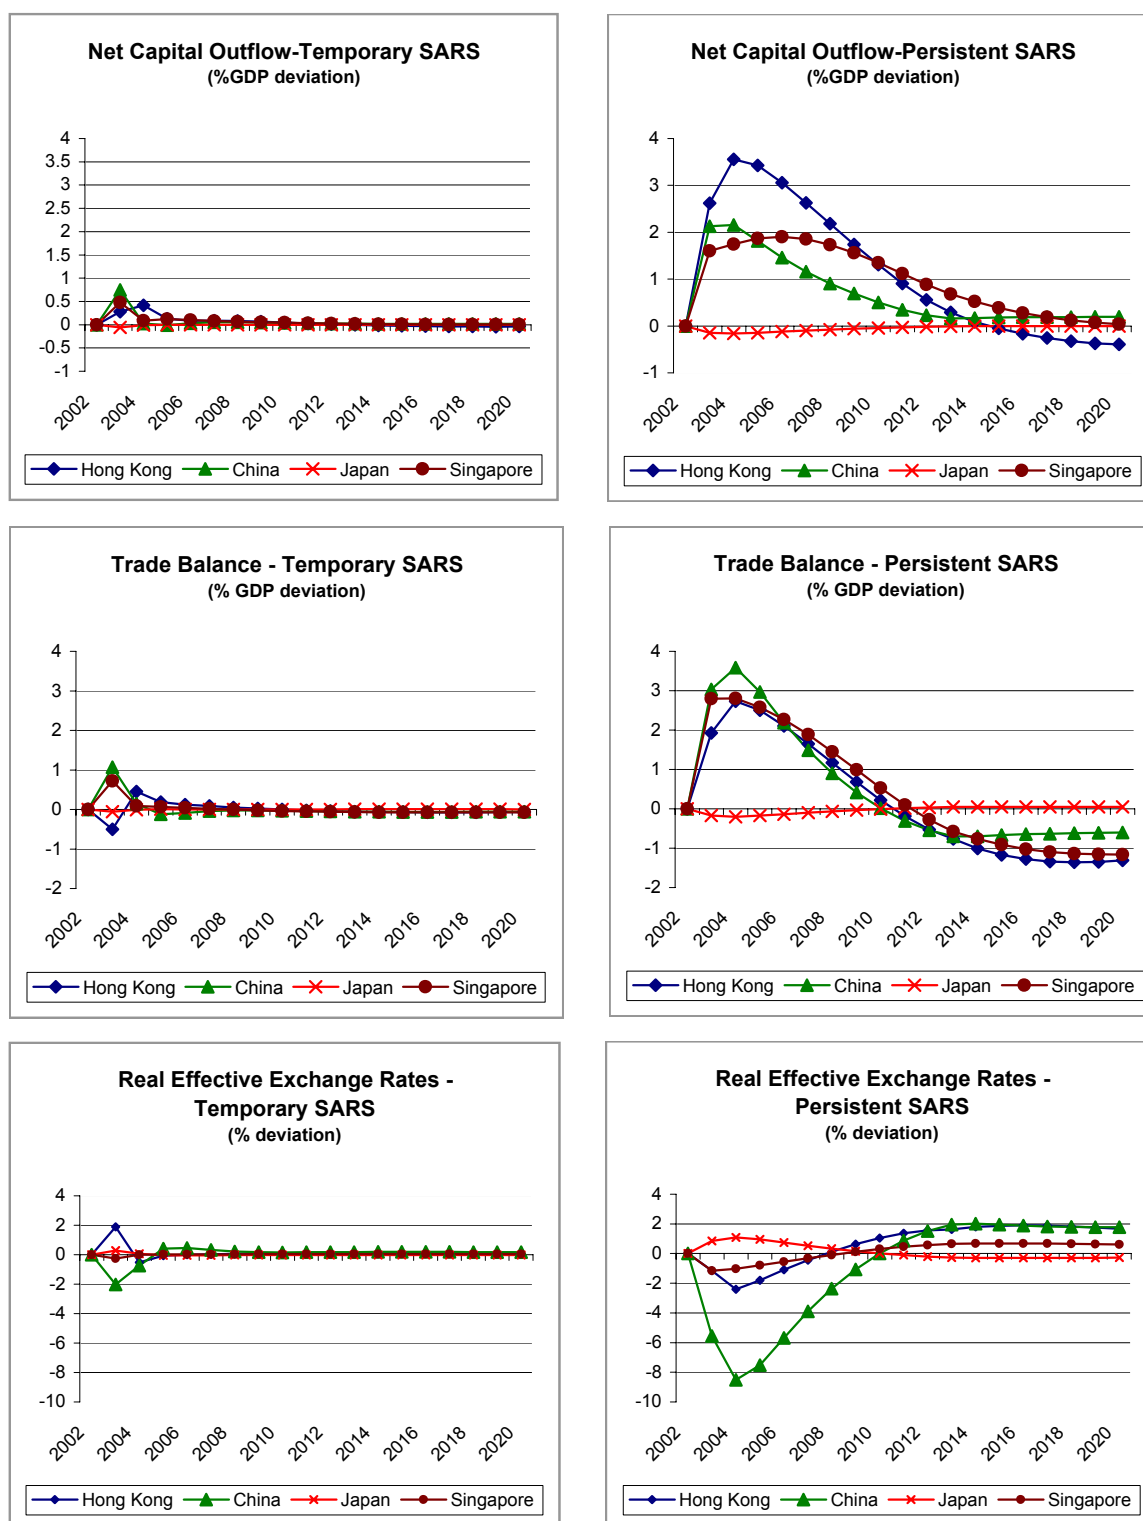 Net Capital Outflow-Temporary SARS
(%GDP deviation)
4
3.5
3
2.5
2
1.5
1
0.5
0
-0.5
-1
2002 2004 2006 2008 2010 2012 2014 2016 2018 2020
Hong Kong China Japan Singapore
Net Capital Outflow-Persistent SARS
(%GDP deviation)
4
3
2
1
0
-1
2002 2004 2006 2008 2010 2012 2014 2016 2018 2020
Hong Kong China Japan Singapore
Trade Balance - Temporary SARS
(% GDP deviation)
4
3
2
1
0
-1
-2
2002 2004 2006 2008 2010 2012 2014 2016 2018 2020
Hong Kong China Japan Singapore
Trade Balance - Persistent SARS
(% GDP deviation)
4
3
2
1
0
-1
-2
2002 2004 2006 2008 2010 2012 2014 2016 2018 2020
Hong Kong China Japan Singapore
Real Effective Exchange Rates -
Temporary SARS
(% deviation)
4
2
0
-2
-4
-6
-8
-10
2002 2004 2006 2008 2010 2012 2014 2016 2018 2020
Hong Kong China Japan Singapore
Real Effective Exchange Rates -
Persistent SARS
(% deviation)
4
2
0
-2
-4
-6
-8
-10
2002 2004 2006 2008 2010 2012 2014 2016 2018 2020
Hong Kong China Japan Singapore